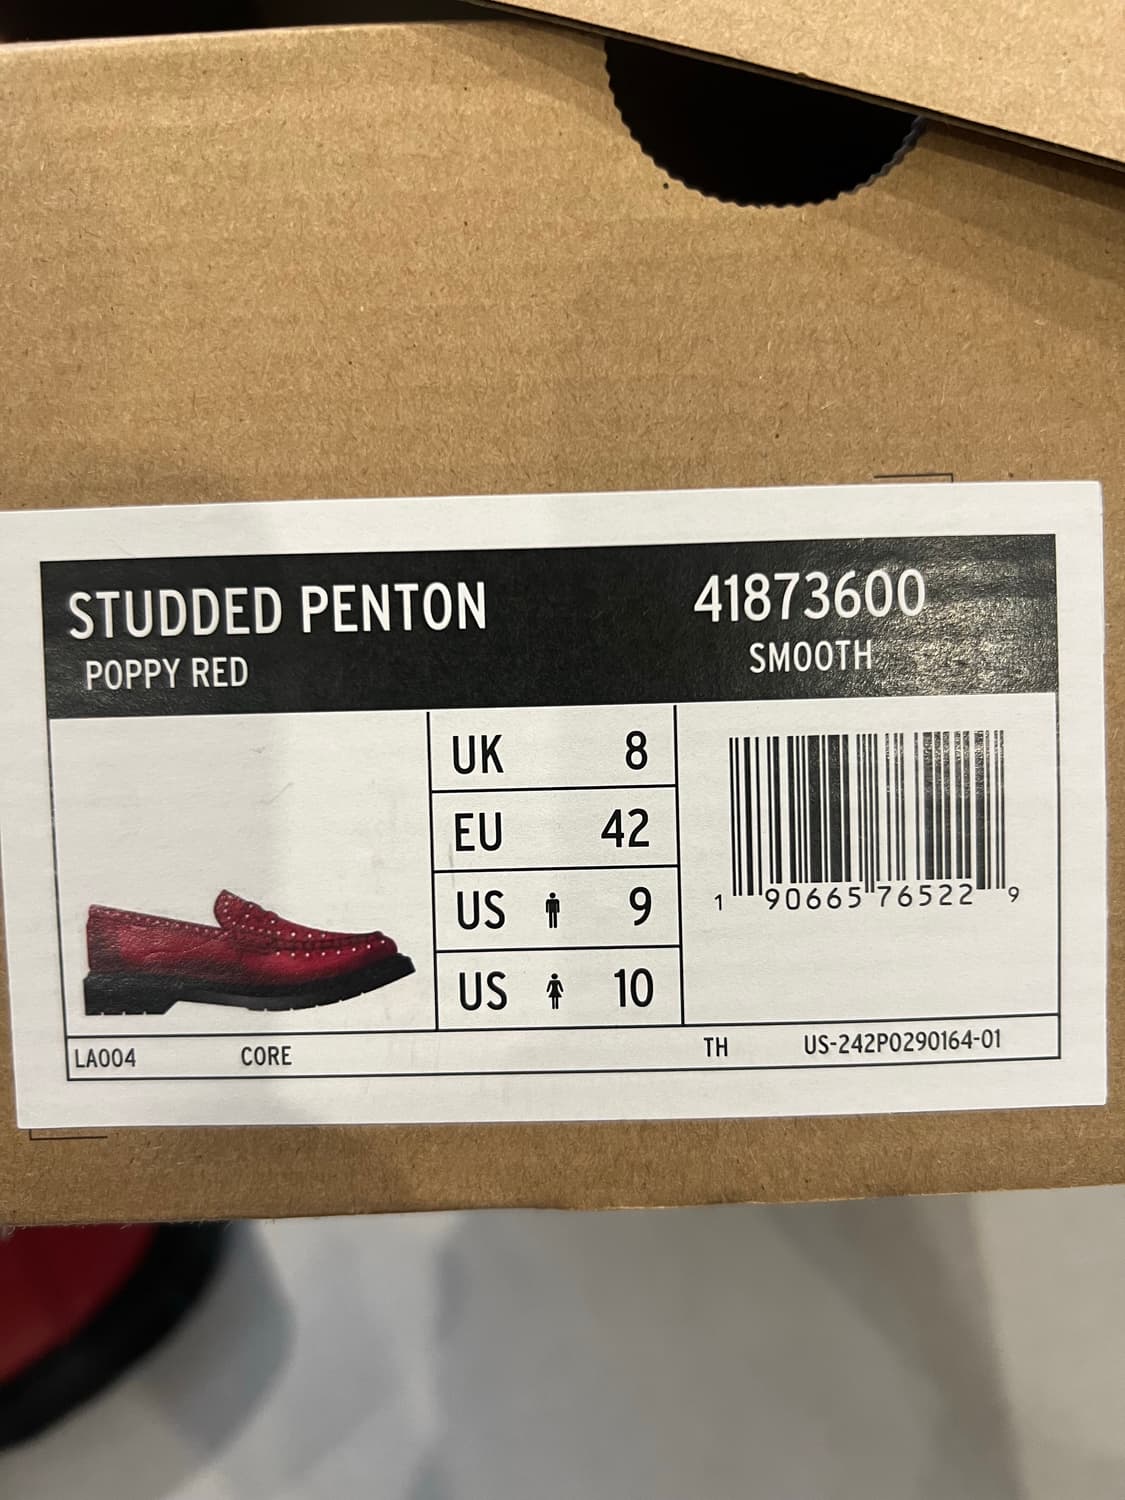 STUDDED PENTON
41873600
POPPY RED
SMOOTH
UK 8
EU 42
US 9
US 10
1 90665 76522 9
LA004 CORE TH US-242P0290164-01